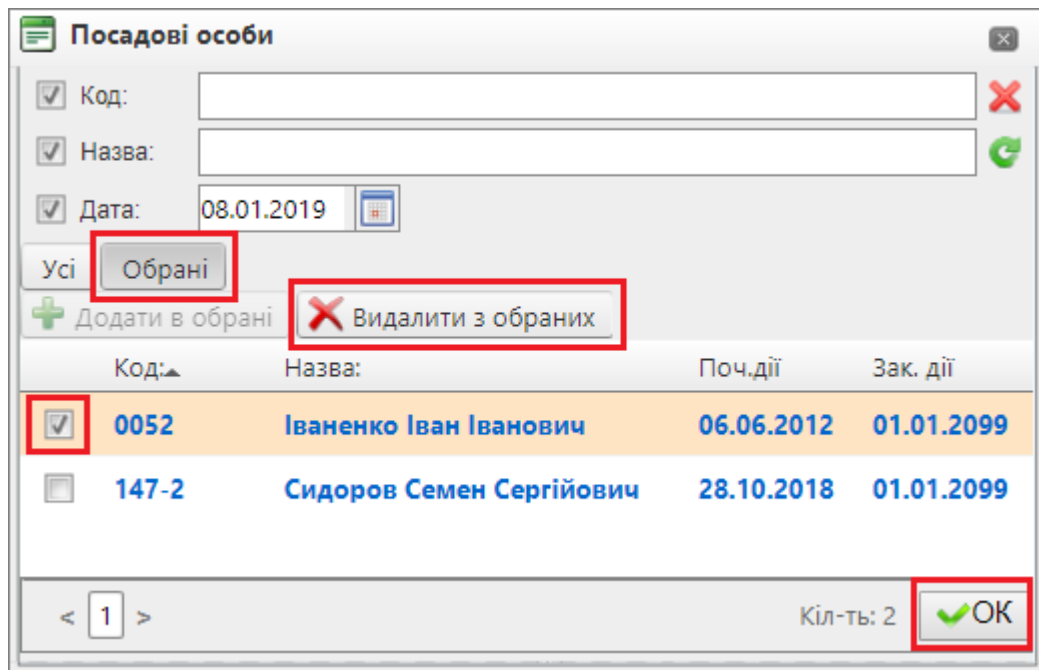 Посадові особи
Код:
Назва:
Дата: 08.01.2019
Усі Обрані
Додати в обрані Видалити з обраних
Код: Назва: Поч.дії Зак. дії
0052 Іваненко Іван Іванович 06.06.2012 01.01.2099
147-2 Сидоров Семен Сергійович 28.10.2018 01.01.2099
< 1 > Кіл-ть: 2 ОК